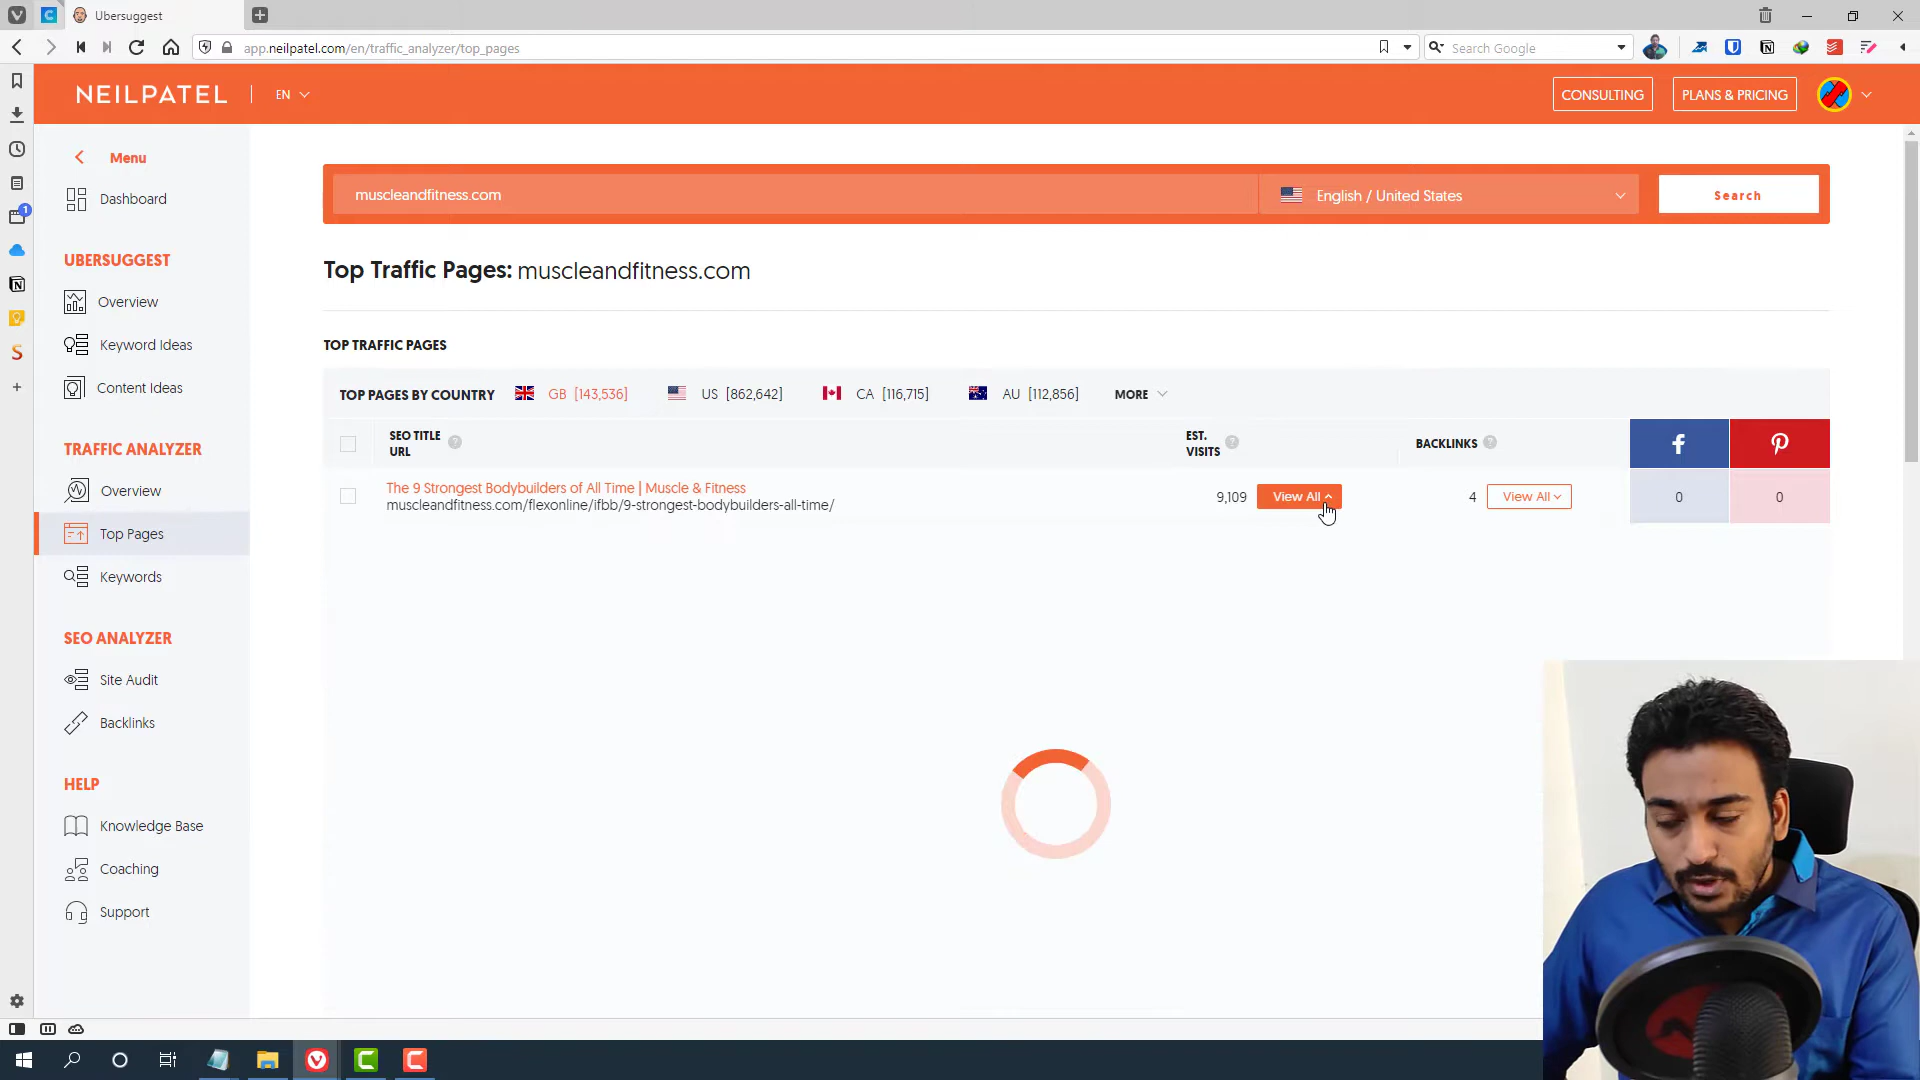 Ubersuggest
app.neilpatel.com/en/traffic_analyzer/top_pages
Search Google
NEILPATEL
EN
CONSULTING
PLANS & PRICING
Menu
Dashboard
UBERSUGGEST
Overview
Keyword Ideas
Content Ideas
TRAFFIC ANALYZER
Overview
Top Pages
Keywords
SEO ANALYZER
Site Audit
Backlinks
HELP
Knowledge Base
Coaching
Support
muscleandfitness.com
English / United States
Search
Top Traffic Pages: muscleandfitness.com
TOP TRAFFIC PAGES
TOP PAGES BY COUNTRY GB [143,536] US [862,642] CA [116,715] AU [112,856] MORE
SEO TITLE
URL
EST.
VISITS
BACKLINKS
The 9 Strongest Bodybuilders of All Time | Muscle & Fitness
muscleandfitness.com/flexonline/ifbb/9-strongest-bodybuilders-all-time/
9,109 View All 4 View All 0 0
1